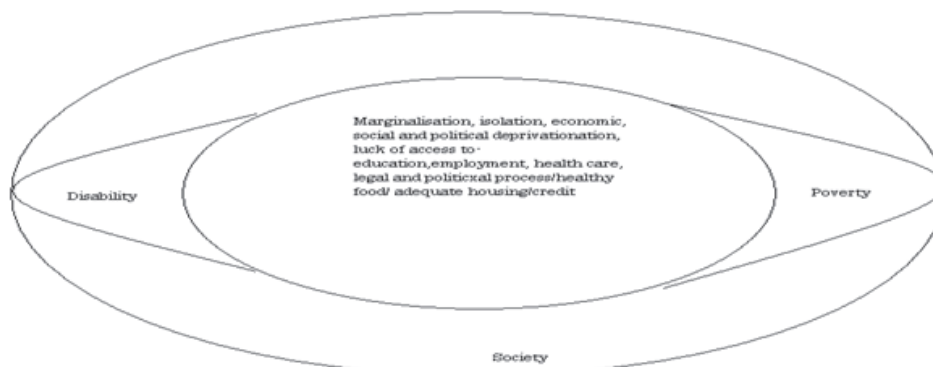 Marginalisation, isolation, economic,
social and political deprivationation,
luck of access to-
education,employment, health care,
legal and politicxal process/healthy
food/ adequate housing/credit
Disability
Poverty
Society